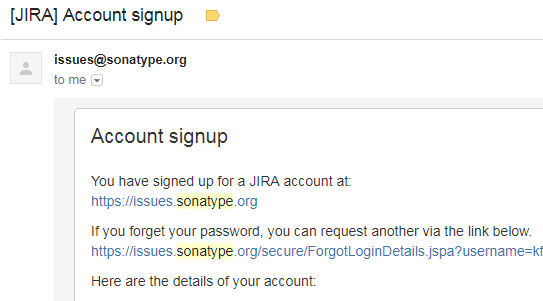 [JIRA] Account signup
issues@sonatype.org
to me
Account signup
You have signed up for a JIRA account at:
https://issues.sonatype.org
If you forget your password, you can request another via the link below.
https://issues.sonatype.org/secure/ForgotLoginDetails.jspa?username=kf
Here are the details of your account: